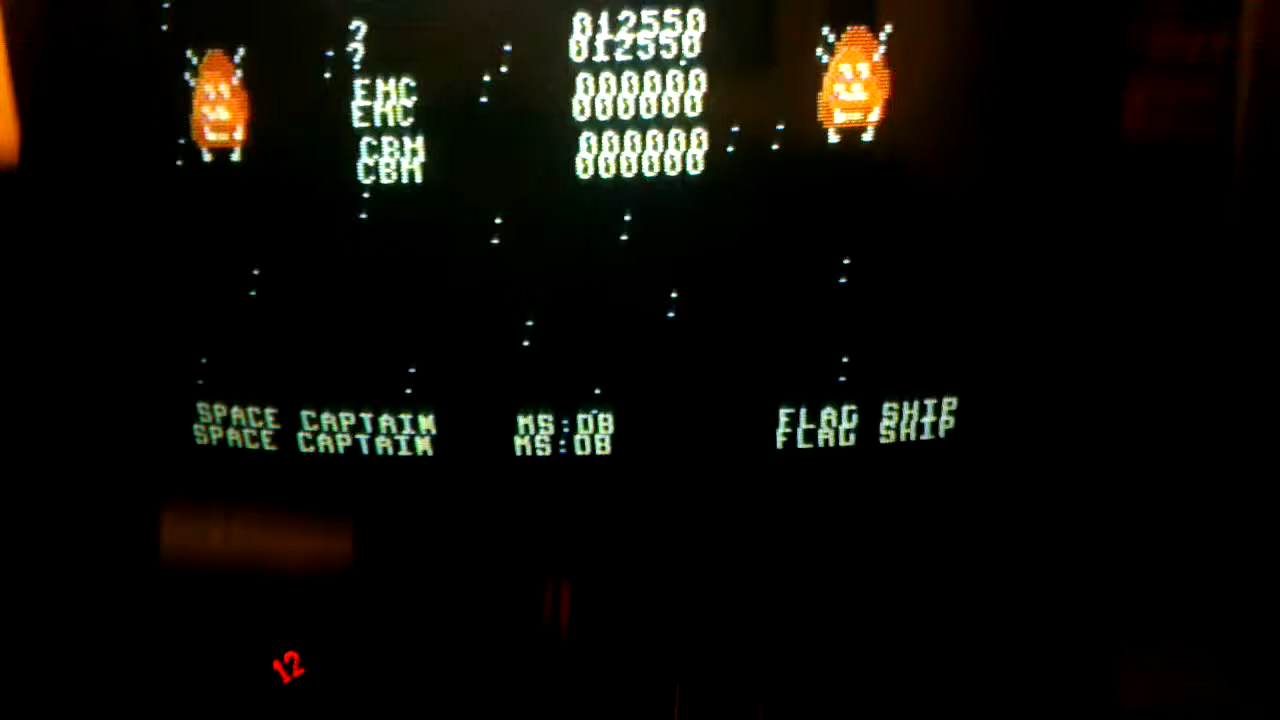 ? 012550
EMC 000000
CBM 000000
SPACE CAPTAIN MS:08 FLAG SHIP
12